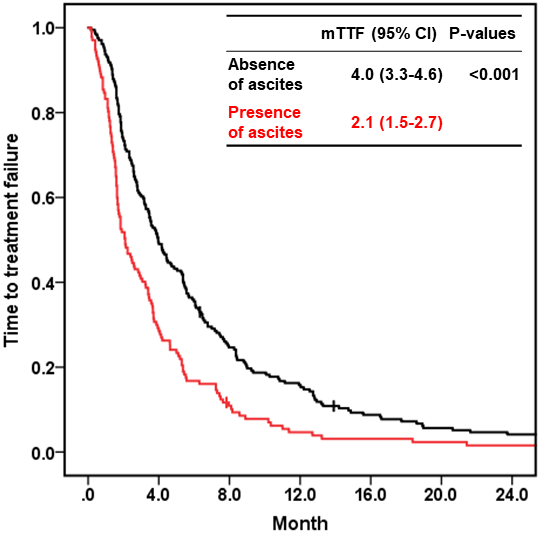 mTTF (95% CI) P-values
Absence
of ascites 4.0 (3.3-4.6) <0.001
Presence
of ascites 2.1 (1.5-2.7)
Time to treatment failure
1.0
0.8
0.6
0.4
0.2
0.0
.0 4.0 8.0 12.0 16.0 20.0 24.0
Month